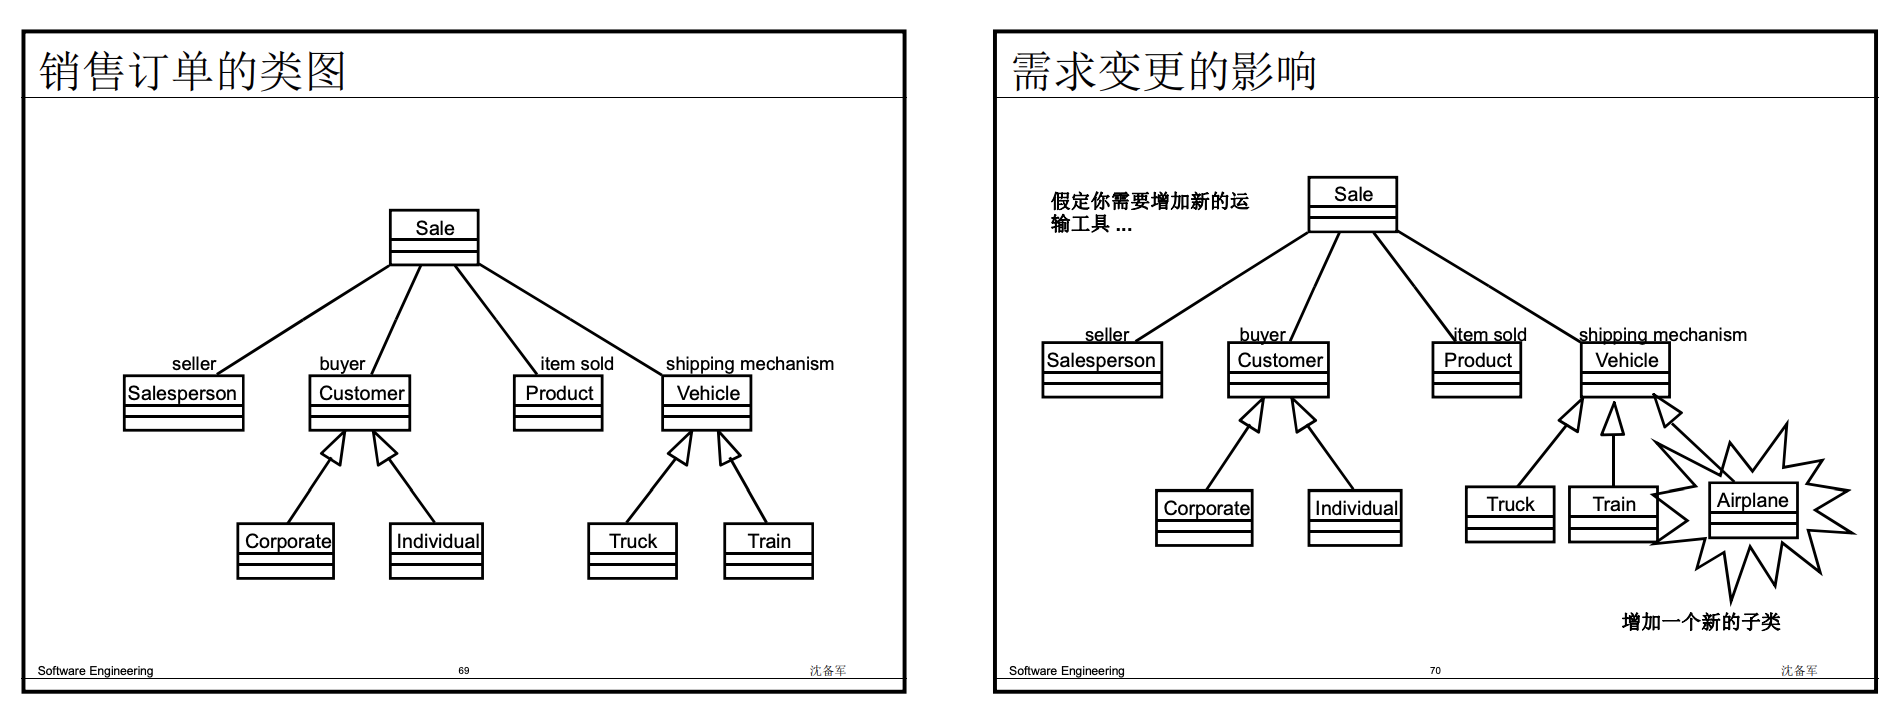 销售订单的类图
Sale
seller
buyer
item sold
shipping mechanism
Salesperson
Customer
Product
Vehicle
Corporate
Individual
Truck
Train
Software Engineering
69
沈备军
需求变更的影响
假定你需要增加新的运
输工具 ...
Sale
seller
buyer
item sold
shipping mechanism
Salesperson
Customer
Product
Vehicle
Corporate
Individual
Truck
Train
Airplane
增加一个新的子类
Software Engineering
70
沈备军